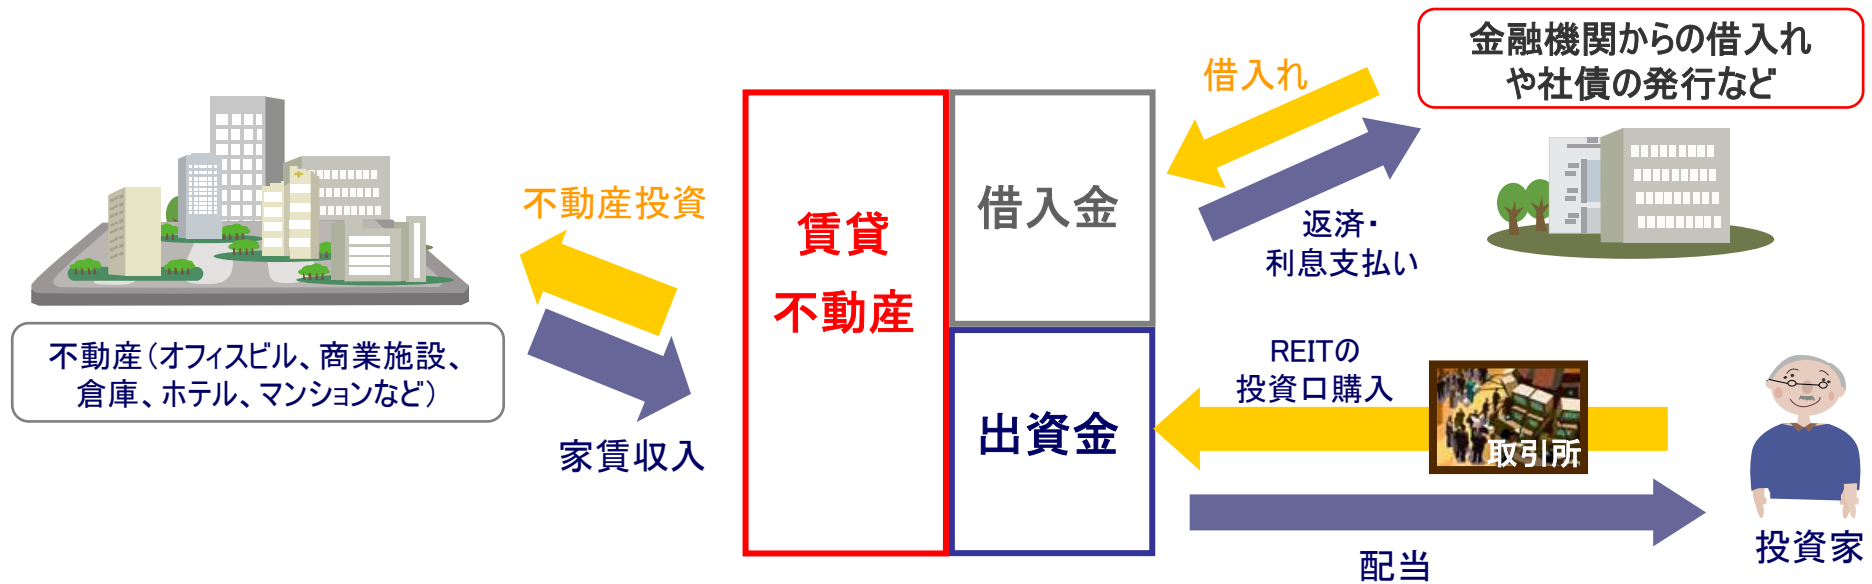 金融機関からの借入れ
や社債の発行など
借入れ
返済・
利息支払い
不動産投資
賃貸
不動産
借入金
不動産（オフィスビル、商業施設、
倉庫、ホテル、マンションなど）
家賃収入
出資金
REITの
投資口購入
取引所
配当
投資家